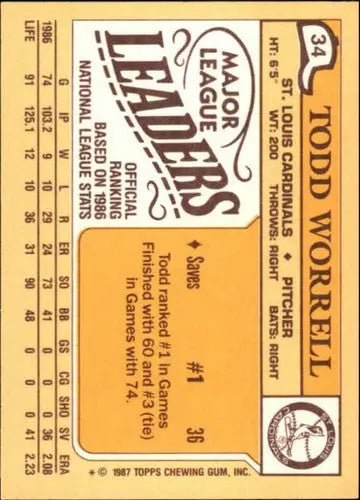 34
TODD WORRELL
ST. LOUIS CARDINALS ♦ PITCHER
HT: 6'5" WT: 200 THROWS: RIGHT BATS: RIGHT
ST. LOUIS
CARDINALS
MAJOR
LEAGUE
LEADERS
OFFICIAL
RANKING
BASED ON 1986
NATIONAL LEAGUE STATS
#1
♦ Saves 36
Todd ranked #1 in Games
Finished with 60 and #3 (tie)
in Games with 74.
G IP W L R ER SO BB GS CG SHO SV ERA
1986 74 103.2 9 10 29 24 73 41 0 0 0 36 2.08
LIFE 91 125.1 12 10 36 31 90 48 0 0 0 41 2.23
* © 1987 TOPPS CHEWING GUM, INC.